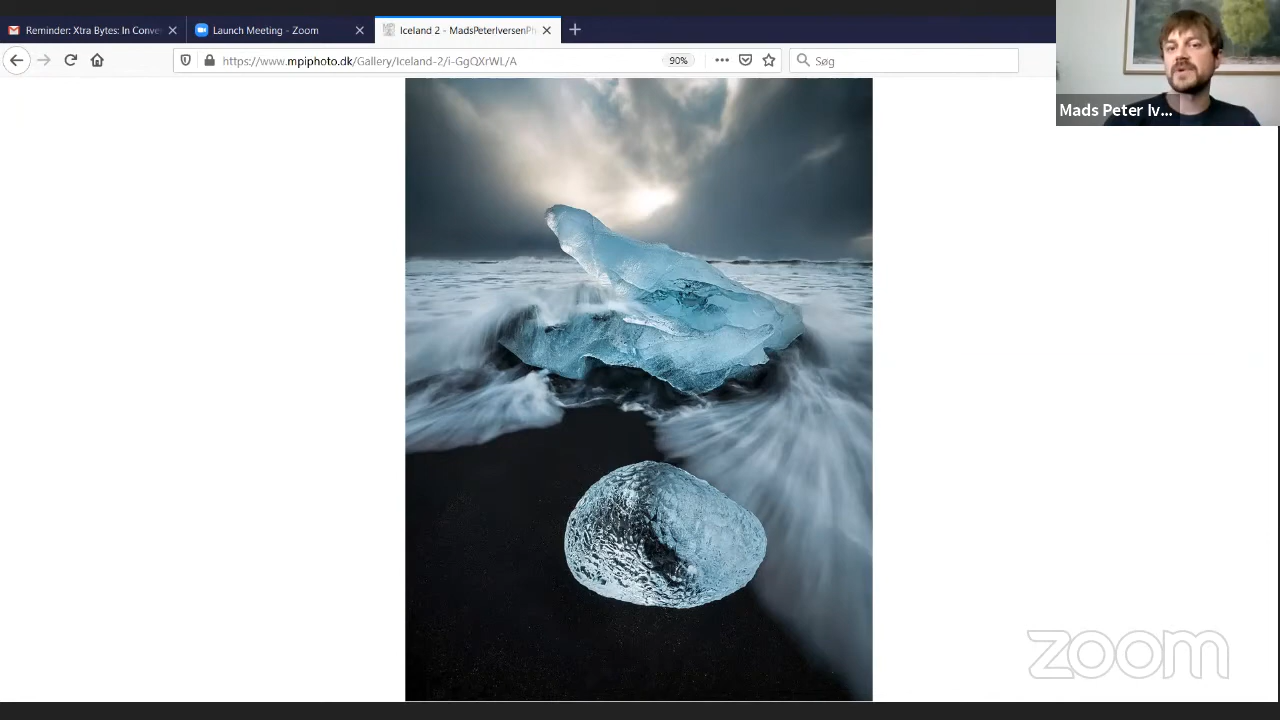 Reminder: Xtra Bytes: In Conve
Launch Meeting - Zoom
Iceland 2 - MadsPeterIversenPh
https://www.mpiphoto.dk/Gallery/Iceland-2/i-GgQXrWL/A
90%
Søg
Mads Peter Iv...
zoom